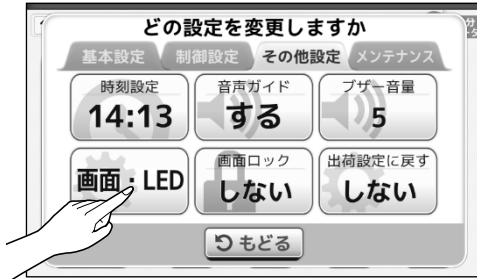 どの設定を変更しますか
基本設定 制御設定 その他設定 メンテナンス
時刻設定 音声ガイド ブザー音量
14:13 する 5
画面・LED 画面ロック 出荷設定に戻す
しない しない
もどる